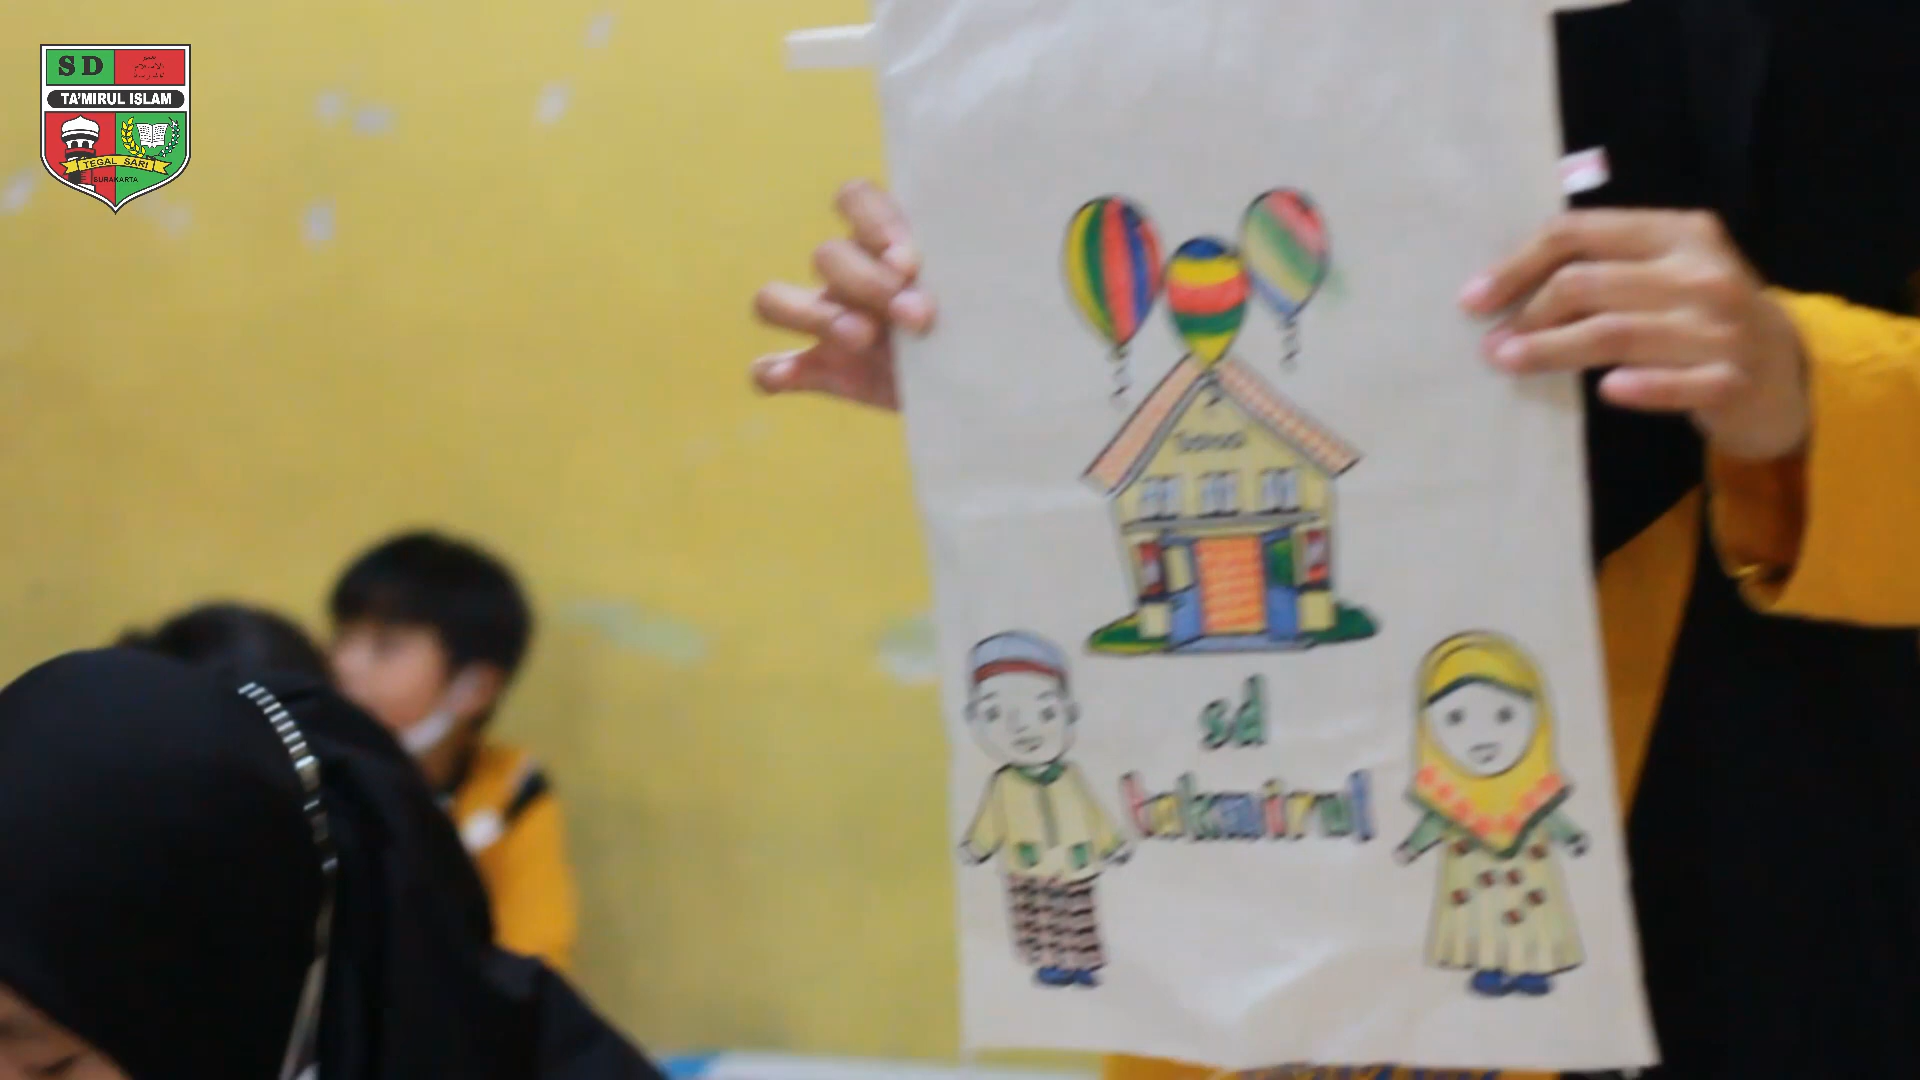 SD
TA'MIRUL ISLAM
TEGAL SARI
SURAKARTA
sd
takmirul